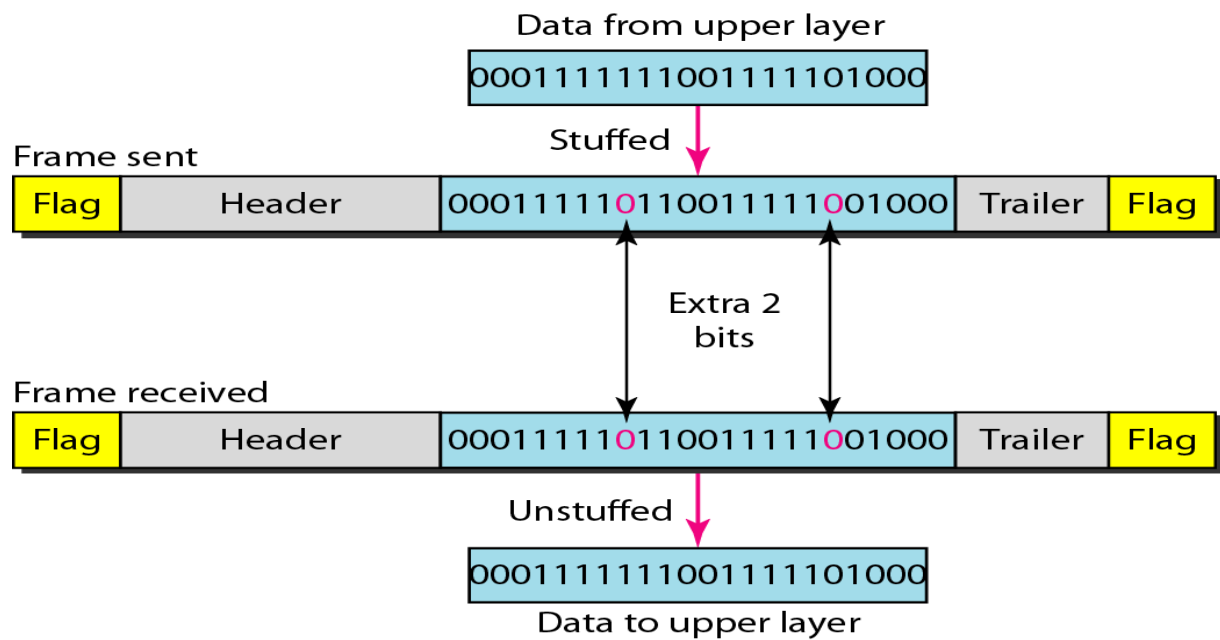 Data from upper layer
0001111111001111101000
Stuffed
Frame sent
Flag Header 000111110110011111001000 Trailer Flag
Extra 2
bits
Frame received
Flag Header 000111110110011111001000 Trailer Flag
Unstuffed
0001111111001111101000
Data to upper layer